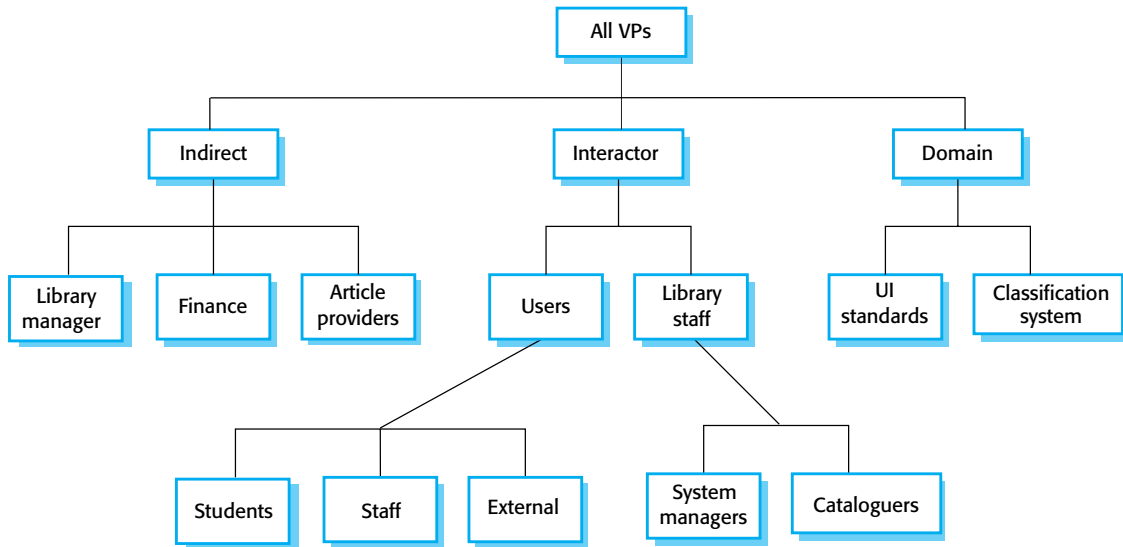 All VPs
Indirect
Interactor
Domain
Library
manager
Finance
Article
providers
Users
Library
staff
UI
standards
Classification
system
Students
Staff
External
System
managers
Cataloguers